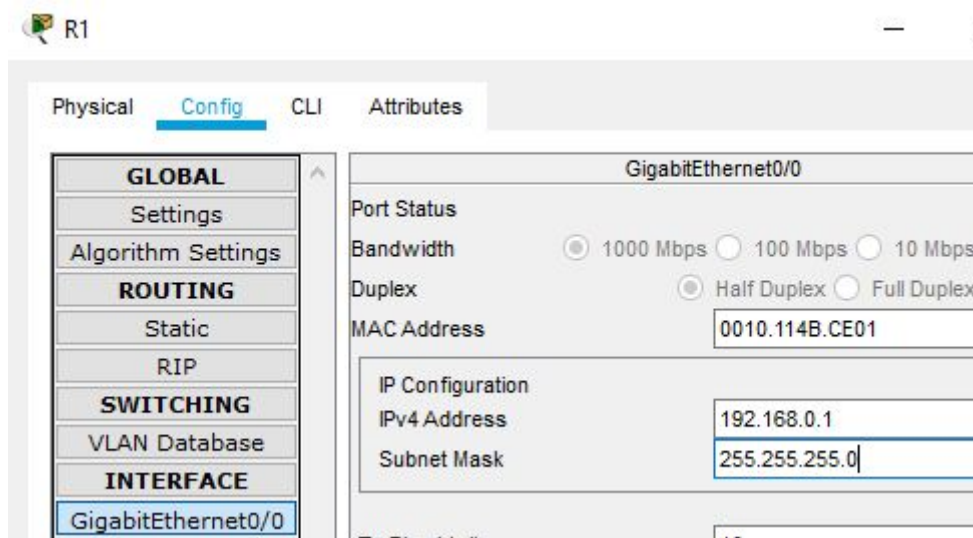 R1
Physical Config CLI Attributes
GLOBAL
Settings
Algorithm Settings
ROUTING
Static
RIP
SWITCHING
VLAN Database
INTERFACE
GigabitEthernet0/0
GigabitEthernet0/0
Port Status
Bandwidth 1000 Mbps 100 Mbps 10 Mbps
Duplex Half Duplex Full Duplex
MAC Address 0010.114B.CE01
IP Configuration
IPv4 Address 192.168.0.1
Subnet Mask 255.255.255.0